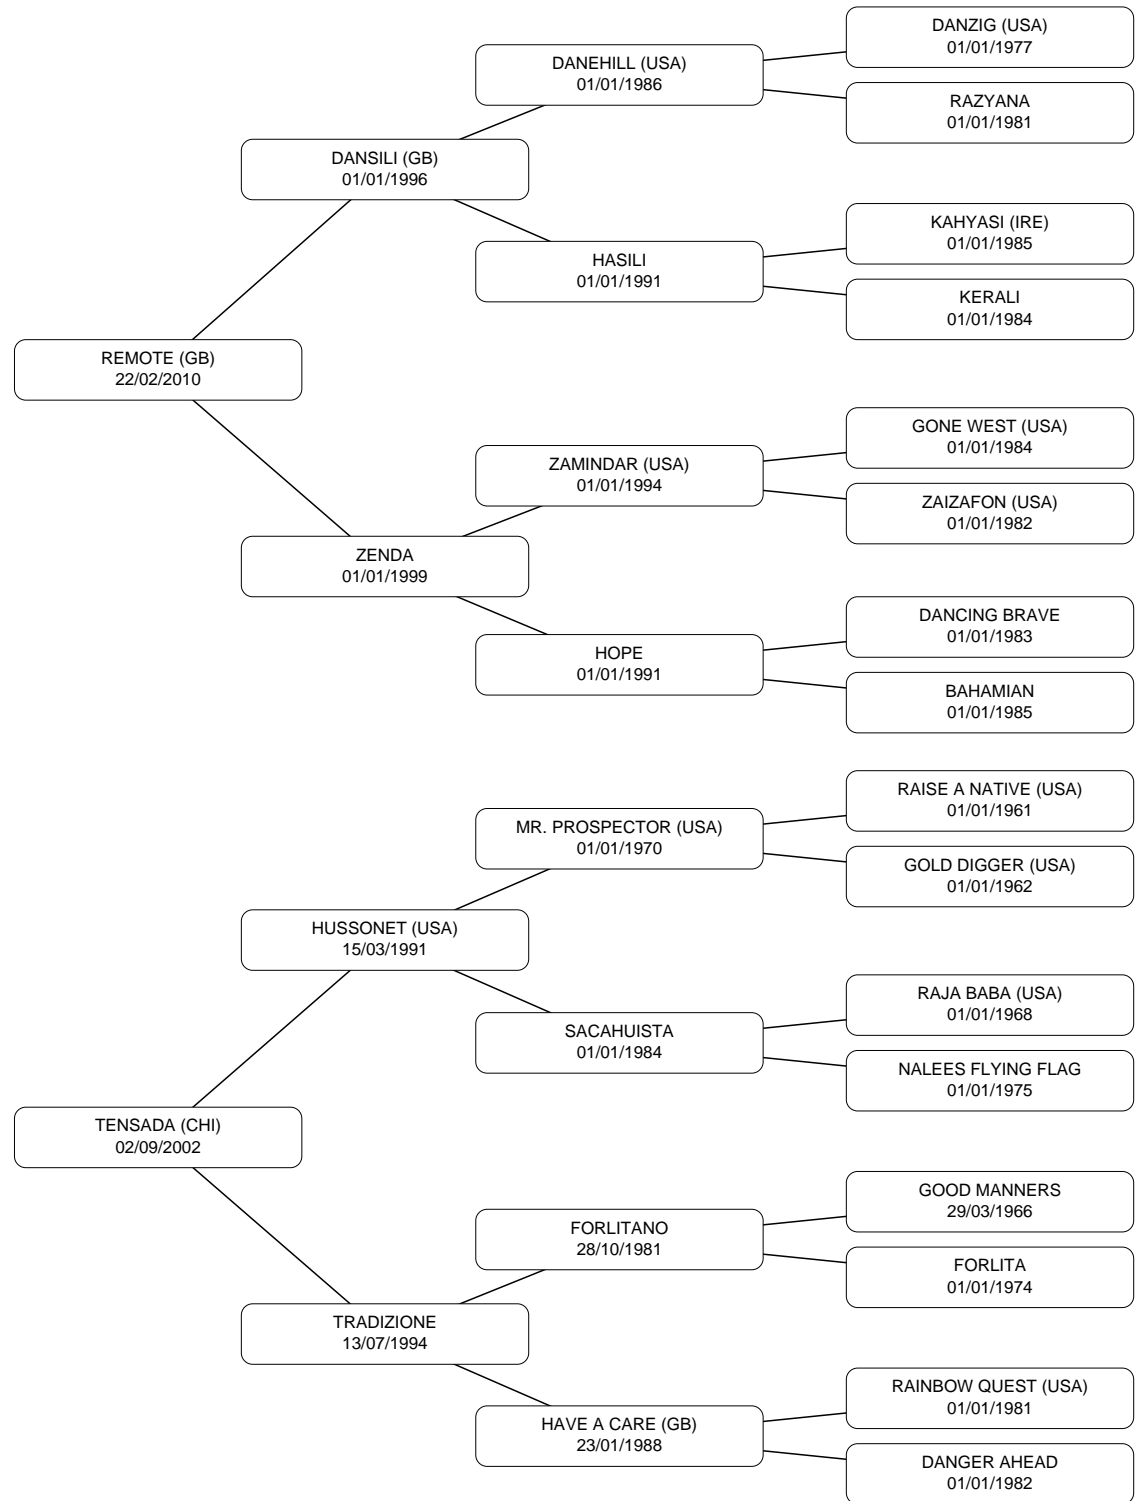 DANZIG (USA)
01/01/1977
DANEHILL (USA)
01/01/1986
RAZYANA
01/01/1981
DANSILI (GB)
01/01/1996
KAHYASI (IRE)
01/01/1985
HASILI
01/01/1991
KERALI
01/01/1984
REMOTE (GB)
22/02/2010
GONE WEST (USA)
01/01/1984
ZAMINDAR (USA)
01/01/1994
ZAIZAFON (USA)
01/01/1982
ZENDA
01/01/1999
DANCING BRAVE
01/01/1983
HOPE
01/01/1991
BAHAMIAN
01/01/1985
RAISE A NATIVE (USA)
01/01/1961
MR. PROSPECTOR (USA)
01/01/1970
GOLD DIGGER (USA)
01/01/1962
HUSSONET (USA)
15/03/1991
RAJA BABA (USA)
01/01/1968
SACAHUISTA
01/01/1984
NALEES FLYING FLAG
01/01/1975
TENSADA (CHI)
02/09/2002
GOOD MANNERS
29/03/1966
FORLITANO
28/10/1981
FORLITA
01/01/1974
TRADIZIONE
13/07/1994
RAINBOW QUEST (USA)
01/01/1981
HAVE A CARE (GB)
23/01/1988
DANGER AHEAD
01/01/1982